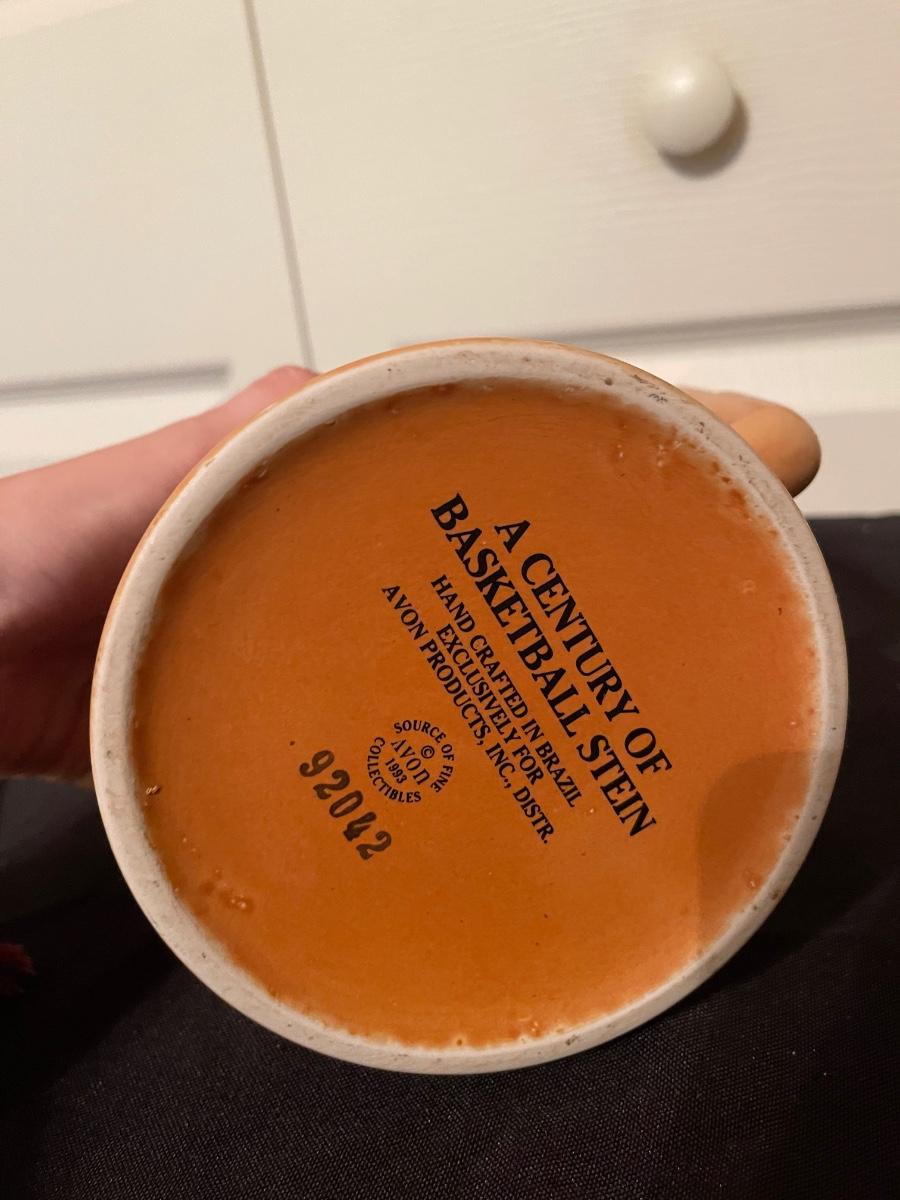 A CENTURY OF
BASKETBALL STEIN
HAND CRAFTED IN BRAZIL
EXCLUSIVELY FOR
AVON PRODUCTS, INC., DISTR.
SOURCE OF FINE
©
AVON
1993
COLLECTIBLES
92042